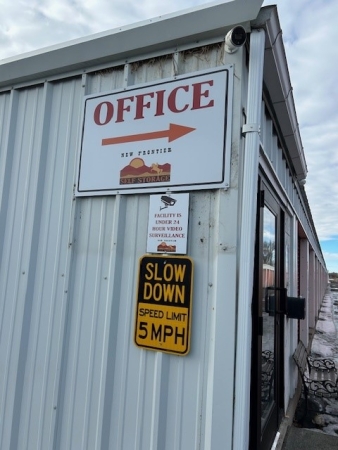 OFFICE
NEW FRONTIER
SELF STORAGE
FACILITY IS
UNDER 24
HOUR VIDEO
SURVEILLANCE
SLOW
DOWN
SPEED LIMIT
5 MPH